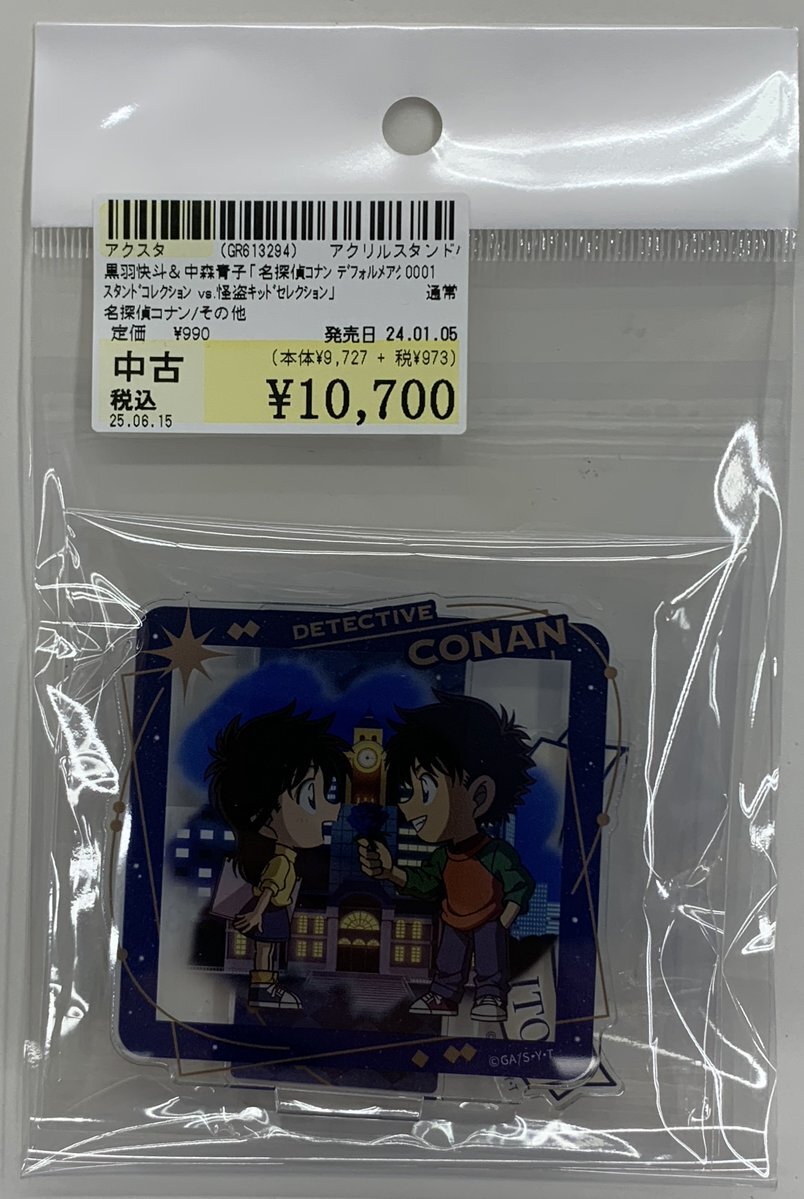 アクスタ (GR613294) アクリルスタンド
黒羽快斗&中森青子「名探偵コナン デフォルメアク 0001
スタンドコレクション vs.怪盗キッドセレクション」 通常
名探偵コナン/その他
定価 ¥990 発売日 24.01.05
中古 (本体¥9,727 + 税¥973)
税込 ¥10,700
25.06.15
DETECTIVE
CONAN
ITO
©GA/S・Y・T